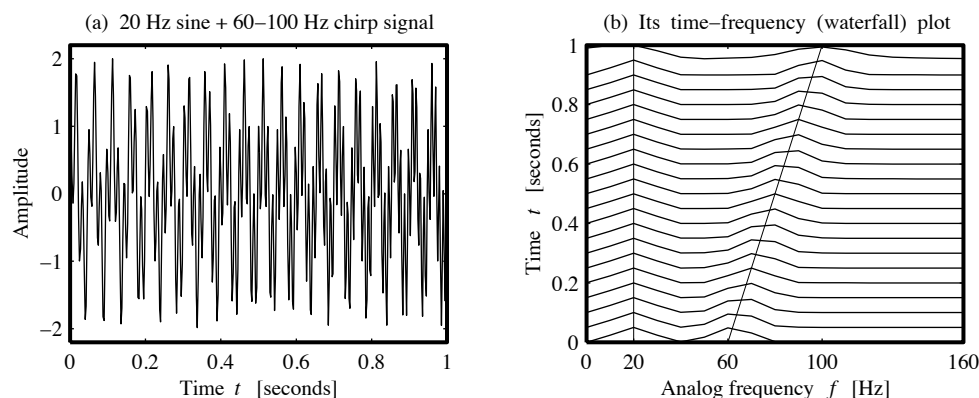 (a) 20 Hz sine + 60–100 Hz chirp signal
2
1
0
−1
−2
Amplitude
0 0.2 0.4 0.6 0.8 1
Time t [seconds]
(b) Its time–frequency (waterfall) plot
1
0.8
0.6
0.4
0.2
0
Time t [seconds]
0 20 60 100 160
Analog frequency f [Hz]